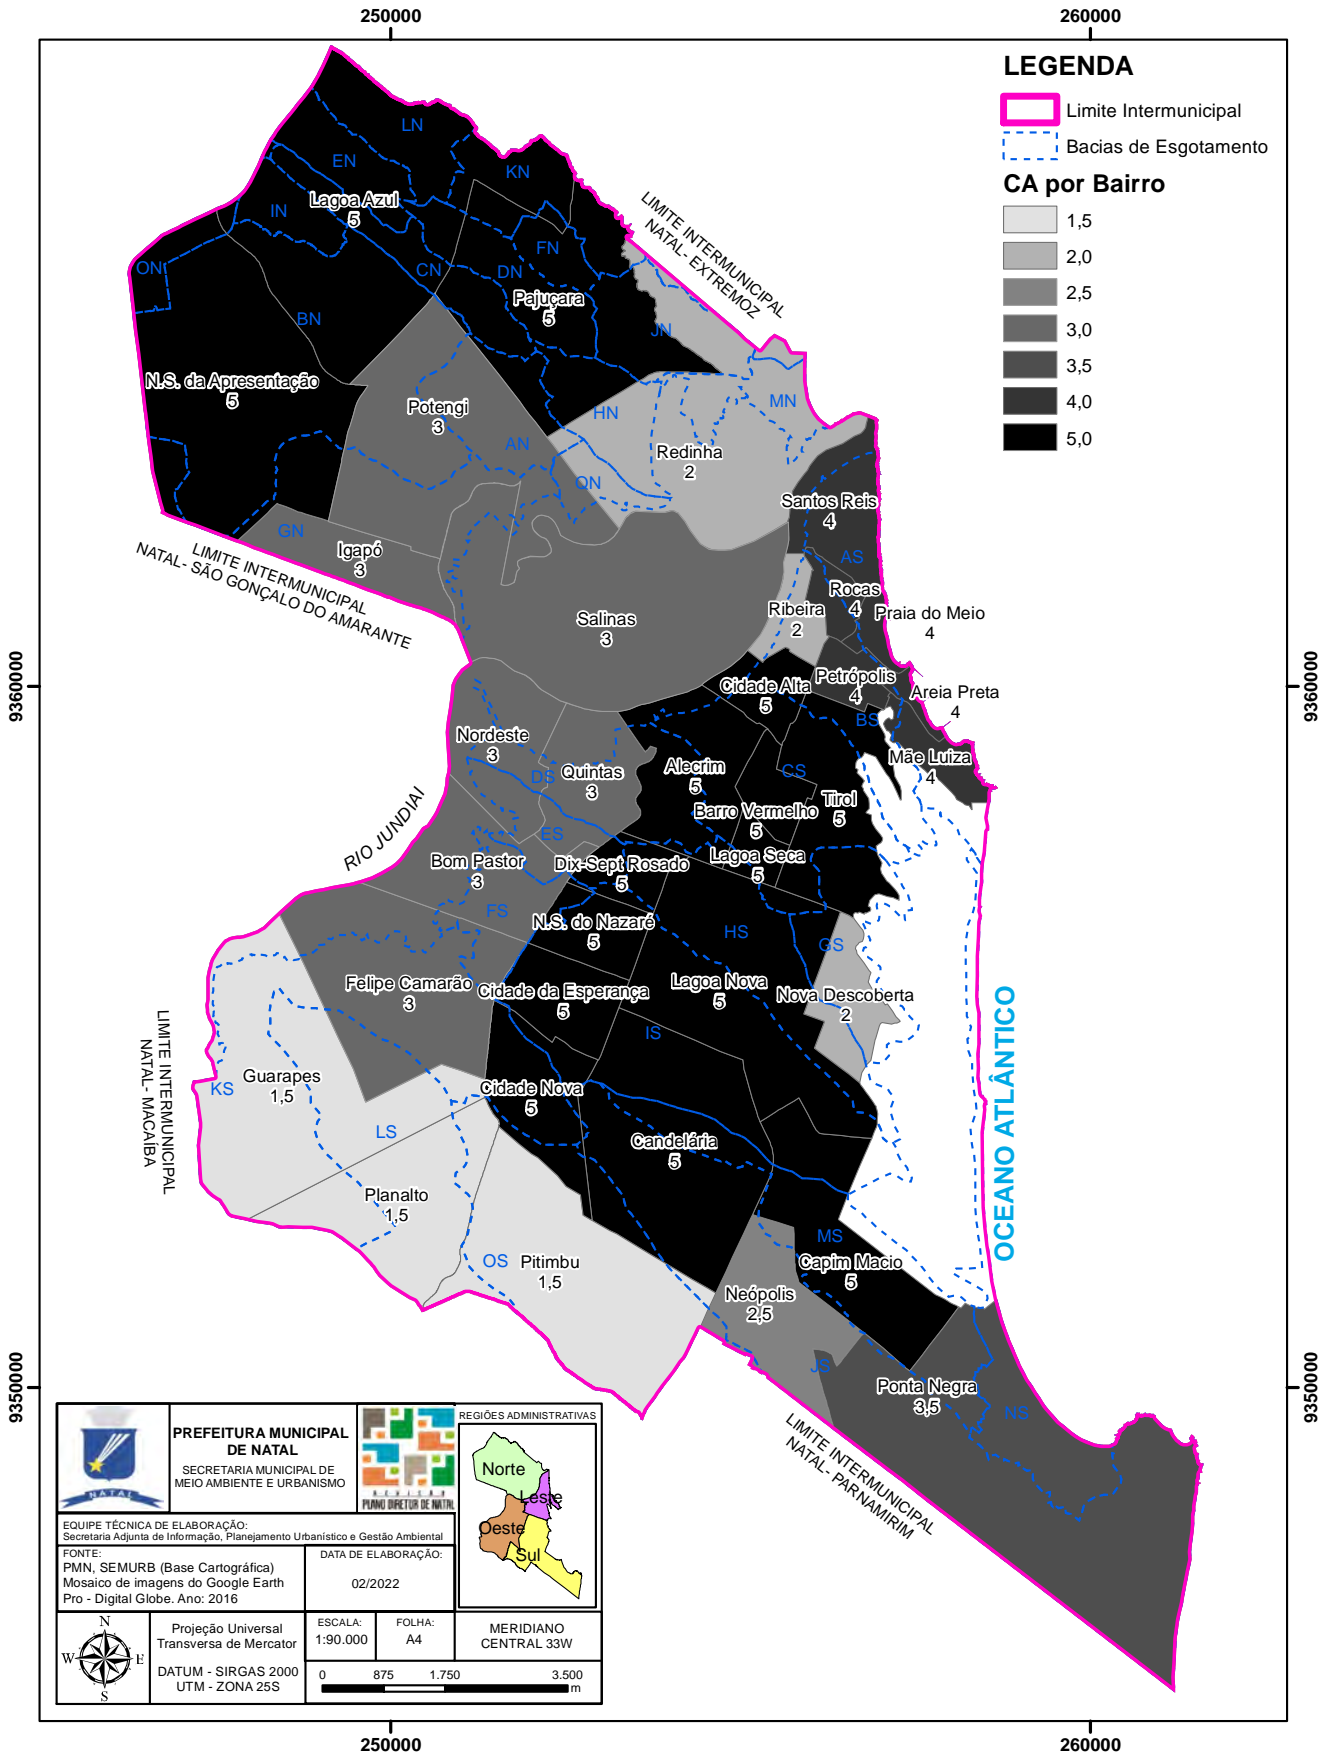 250000
260000
LEGENDA
Limite Intermunicipal
Bacias de Esgotamento
CA por Bairro
1,5
2,0
2,5
3,0
3,5
4,0
5,0
LN
EN
KN
Lagoa Azul
5
IN
FN
ON
CN
DN
Pajuçara
5
BN
JN
LIMITE INTERMUNICIPAL
NATAL- EXTREMOZ
N.S. da Apresentação
5
Potengi
3
HN
MN
AN
Redinha
2
QN
Santos Reis
4
GN
Igapó
3
AS
LIMITE INTERMUNICIPAL
NATAL- SÃO GONÇALO DO AMARANTE
Rocas
4
Ribeira
2
Praia do Meio
4
Salinas
3
9360000
9360000
Cidade Alta
5
Petrópolis
4
Areia Preta
4
BS
Nordeste
3
DS
Quintas
3
Alecrim
5
CS
Mãe Luiza
4
Barro Vermelho
5
Tirol
5
RIO JUNDIAI
ES
Bom Pastor
3
Dix-Sept Rosado
5
Lagoa Seca
5
FS
N.S. do Nazaré
5
HS
GS
Felipe Camarão
3
Cidade da Esperança
5
Lagoa Nova
5
Nova Descoberta
2
IS
OCEANO ATLÂNTICO
LIMITE INTERMUNICIPAL
NATAL- MACAÍBA
KS
Guarapes
1,5
Cidade Nova
5
LS
Candelária
5
Planalto
1,5
OS
Pitimbu
1,5
MS
Capim Macio
5
Neópolis
2,5
JS
Ponta Negra
3,5
NS
LIMITE INTERMUNICIPAL
NATAL- PARNAMIRIM
9350000
9350000
NATAL
PREFEITURA MUNICIPAL
DE NATAL
SECRETARIA MUNICIPAL DE
MEIO AMBIENTE E URBANISMO
REVISÃO
PLANO DIRETOR DE NATAL
REGIÕES ADMINISTRATIVAS
Norte
Leste
Oeste
Sul
EQUIPE TÉCNICA DE ELABORAÇÃO:
Secretaria Adjunta de Informação, Planejamento Urbanístico e Gestão Ambiental
FONTE:
PMN, SEMURB (Base Cartográfica)
Mosaico de imagens do Google Earth
Pro - Digital Globe. Ano: 2016
DATA DE ELABORAÇÃO:
02/2022
N
W
E
S
Projeção Universal
Transversa de Mercator
DATUM - SIRGAS 2000
UTM - ZONA 25S
ESCALA:
1:90.000
FOLHA:
A4
MERIDIANO
CENTRAL 33W
0 875 1.750 3.500
m
250000
260000